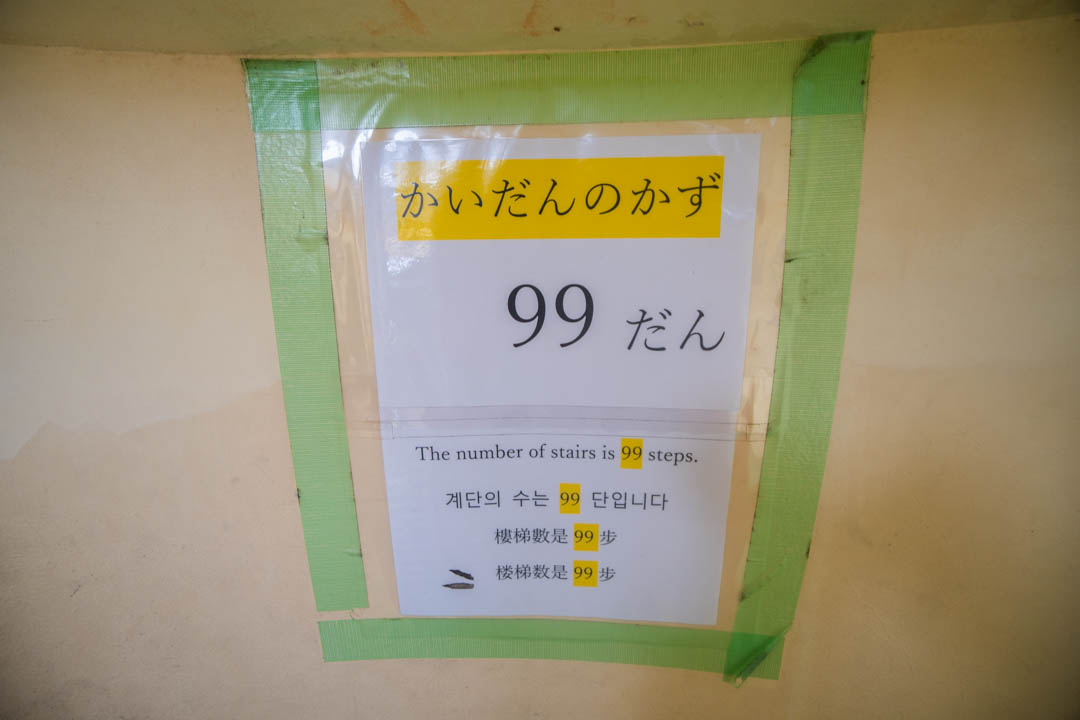 かいだんのかず
99 だん
The number of stairs is 99 steps.
계단의 수는 99 단입니다
樓梯數是 99 步
楼梯数是 99 步